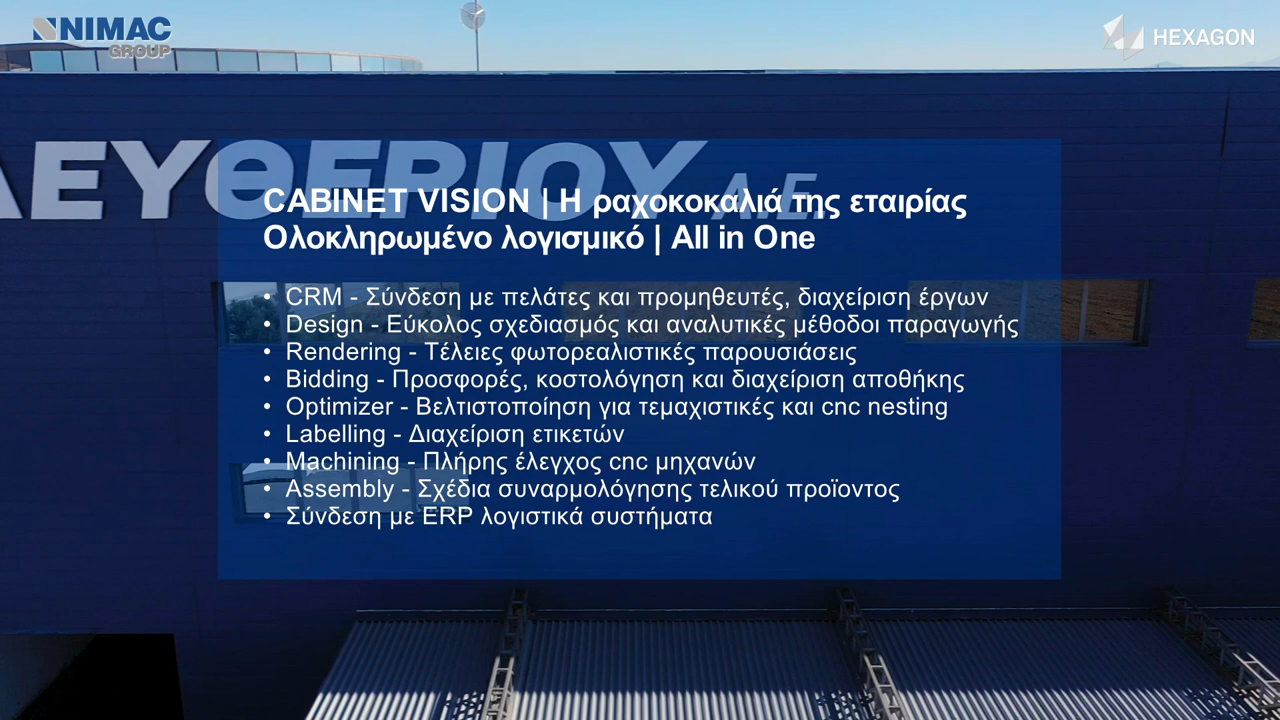 NIMAC
GROUP
HEXAGON
ΛΕΥΘΕΡΙΟΥ Α.Ε.
CABINET VISION | Η ραχοκοκαλιά της εταιρίας
Ολοκληρωμένο λογισμικό | All in One
• CRM - Σύνδεση με πελάτες και προμηθευτές, διαχείριση έργων
• Design - Εύκολος σχεδιασμός και αναλυτικές μέθοδοι παραγωγής
• Rendering - Τέλειες φωτορεαλιστικές παρουσιάσεις
• Bidding - Προσφορές, κοστολόγηση και διαχείριση αποθήκης
• Optimizer - Βελτιστοποίηση για τεμαχιστικές και cnc nesting
• Labelling - Διαχείριση ετικετών
• Machining - Πλήρης έλεγχος cnc μηχανών
• Assembly - Σχέδια συναρμολόγησης τελικού προϊοντος
• Σύνδεση με ERP λογιστικά συστήματα